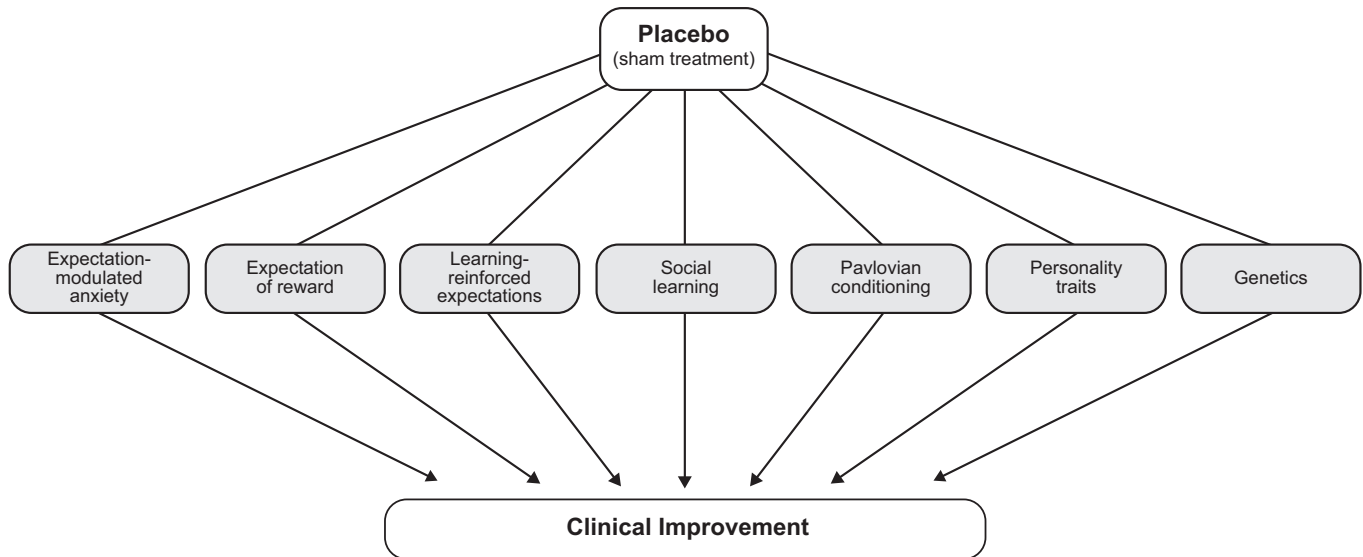 Placebo
(sham treatment)
Expectation-
modulated
anxiety
Expectation
of reward
Learning-
reinforced
expectations
Social
learning
Pavlovian
conditioning
Personality
traits
Genetics
Clinical Improvement